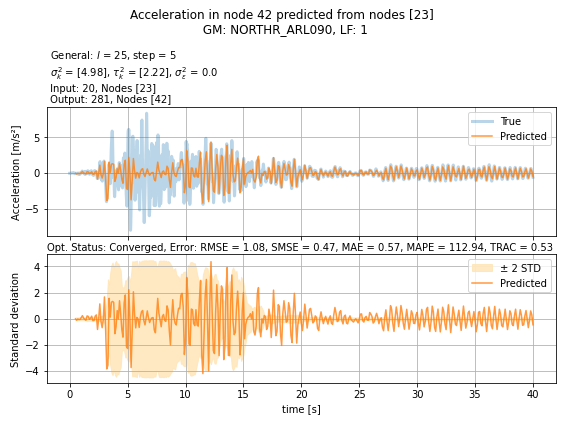 Acceleration in node 42 predicted from nodes [23]
GM: NORTHR_ARL090, LF: 1
General: l = 25, step = 5
σ²ₖ = [4.98], τ²ₖ = [2.22], σ²ε = 0.0
Input: 20, Nodes [23]
Output: 281, Nodes [42]
Acceleration [m/s²]
5
0
−5
True
Predicted
Opt. Status: Converged, Error: RMSE = 1.08, SMSE = 0.47, MAE = 0.57, MAPE = 112.94, TRAC = 0.53
Standard deviation
4
2
0
−2
−4
± 2 STD
Predicted
0 5 10 15 20 25 30 35 40
time [s]